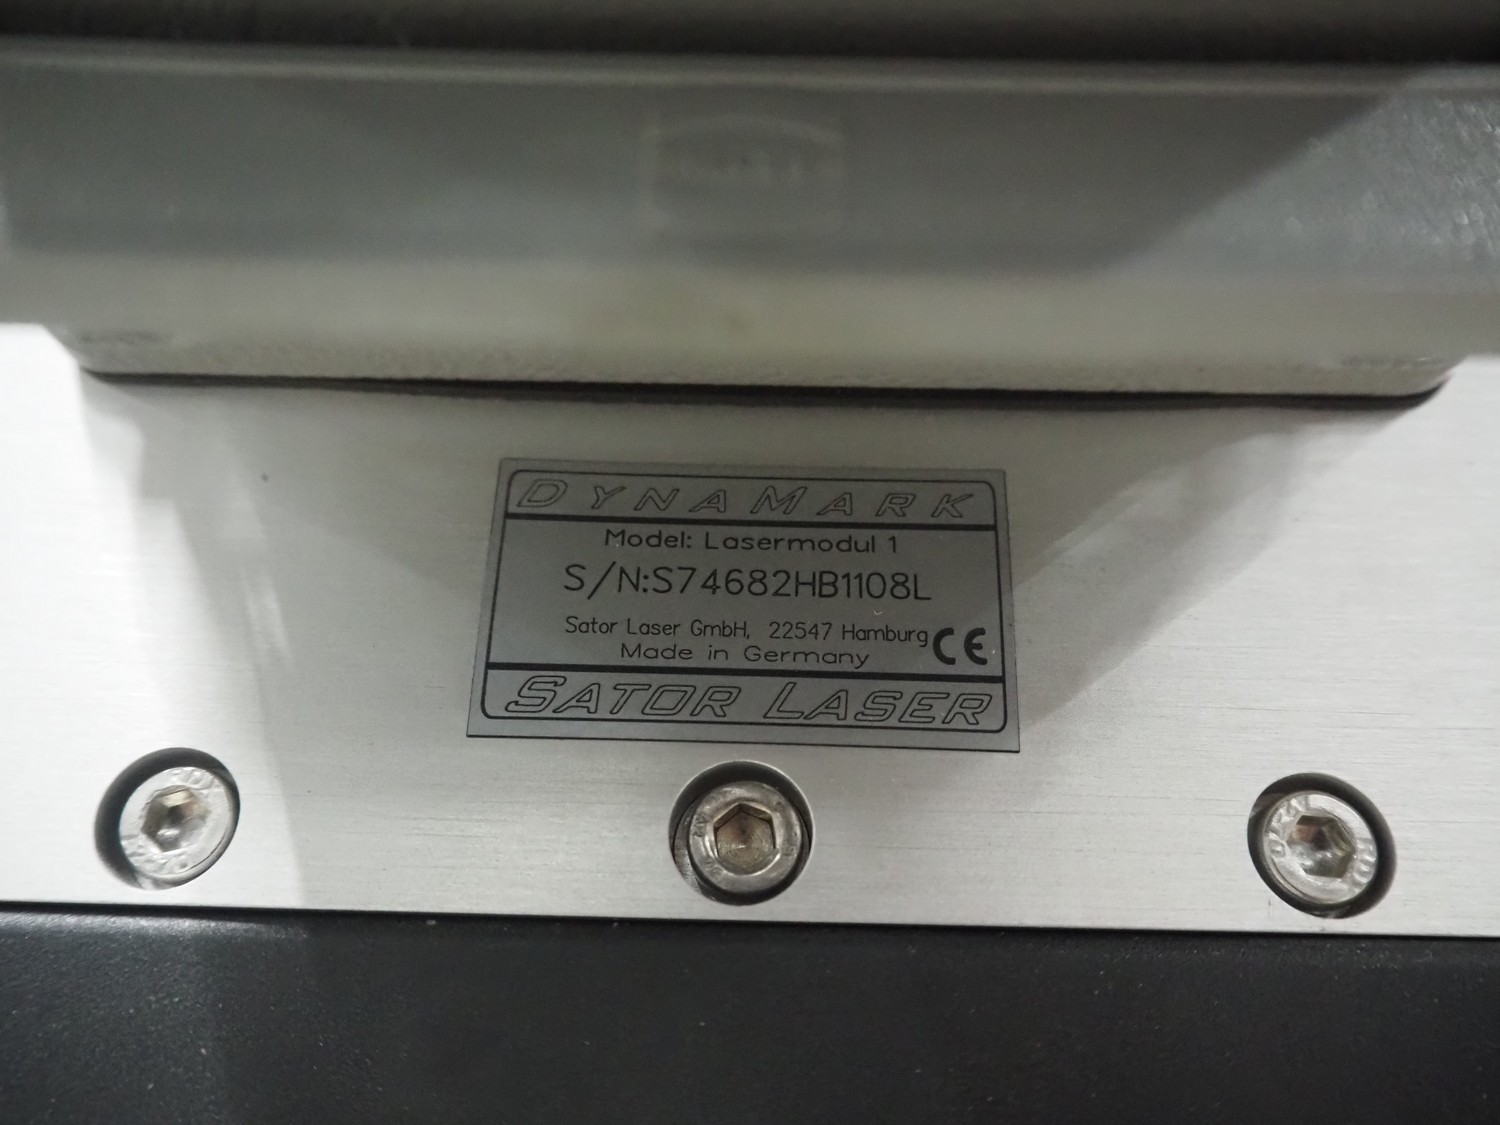 DYNAMARK
Model: Lasermodul 1
S/N:S74682HB1108L
Sator Laser GmbH, 22547 Hamburg
Made in Germany
CE
SATOR LASER